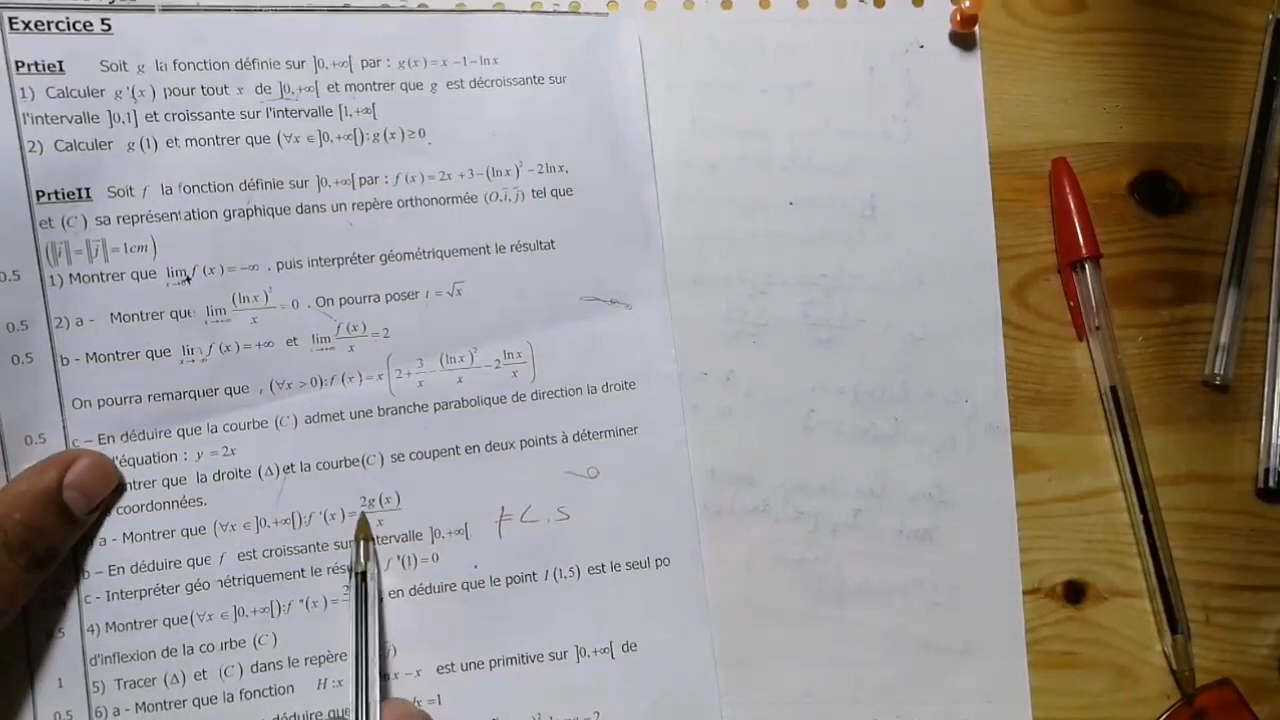 Exercice 5
PrtieI Soit g la fonction définie sur ]0,+∞[ par : g(x) = x −1− ln x
1) Calculer g'(x) pour tout x de ]0,+∞[ et montrer que g est décroissante sur
l'intervalle ]0,1] et croissante sur l'intervalle [1,+∞[
2) Calculer g(1) et montrer que (∀x ∈ ]0,+∞[) : g(x) ≥ 0.
PrtieII Soit f la fonction définie sur ]0,+∞[ par : f(x) = 2x + 3 − (ln x)² − 2 ln x,
et (C) sa représentation graphique dans un repère orthonormée (O,i,j) tel que
(||i|| = ||j|| = 1cm)
0.5 1) Montrer que lim f(x) = −∞ , puis interpréter géométriquement le résultat
0.5 2) a - Montrer que lim (ln x)²/x = 0 . On pourra poser t = √x
0.5 b - Montrer que lim f(x) = +∞ et lim f(x)/x = 2
On pourra remarquer que , (∀x > 0) : f(x) = x(2 + 3/x − (ln x)²/x − 2 ln x/x)
0.5 c – En déduire que la courbe (C) admet une branche parabolique de direction la droite
l'équation : y = 2x
que la droite (Δ) et la courbe (C) se coupent en deux points à déterminer
coordonnées.
a - Montrer que (∀x ∈ ]0,+∞[) : f'(x) = 2g(x)/x
b – En déduire que f est croissante sur intervalle ]0,+∞[
c - Interpréter géométriquement le f'(1) = 0
4) Montrer que (∀x ∈ ]0,+∞[) : f''(x) = 2 en déduire que le point I(1,5) est le seul po
d'inflexion de la courbe (C)
1 5) Tracer (Δ) et (C) dans le repère
0.5 6) a - Montrer que la fonction H : x ln x − x est une primitive sur ]0,+∞[ de